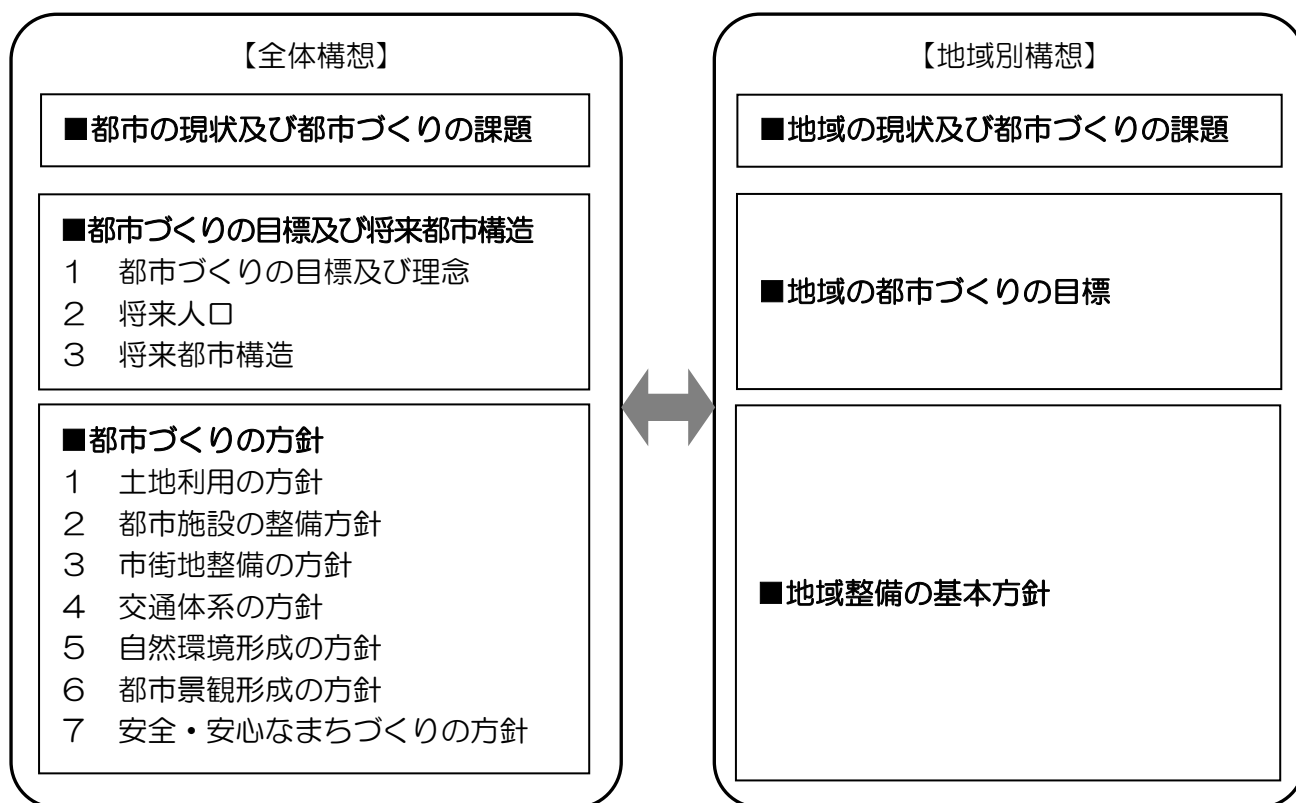 【全体構想】
■都市の現状及び都市づくりの課題
■都市づくりの目標及び将来都市構造
１　都市づくりの目標及び理念
２　将来人口
３　将来都市構造
■都市づくりの方針
１　土地利用の方針
２　都市施設の整備方針
３　市街地整備の方針
４　交通体系の方針
５　自然環境形成の方針
６　都市景観形成の方針
７　安全・安心なまちづくりの方針
【地域別構想】
■地域の現状及び都市づくりの課題
■地域の都市づくりの目標
■地域整備の基本方針